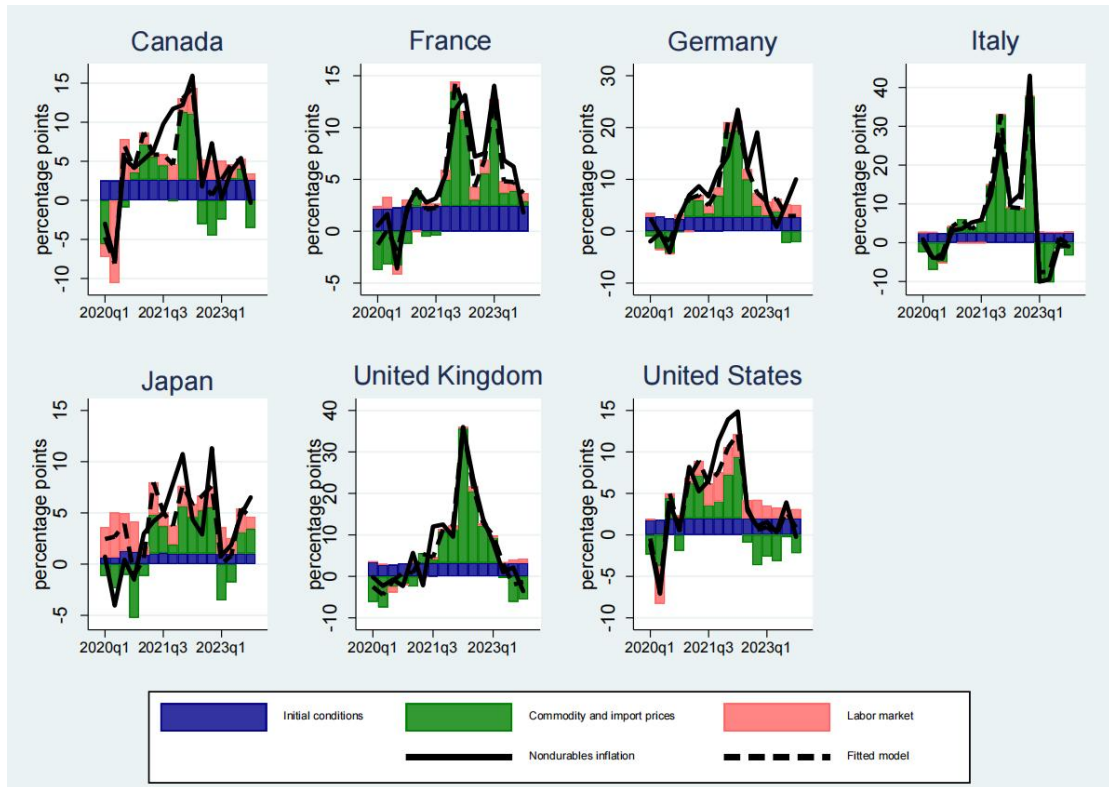 Canada
percentage points
15
10
5
0
-5
-10
2020q1 2021q3 2023q1
France
percentage points
15
10
5
0
-5
2020q1 2021q3 2023q1
Germany
percentage points
30
20
10
0
-10
2020q1 2021q3 2023q1
Italy
percentage points
40
30
20
10
0
-10
2020q1 2021q3 2023q1
Japan
percentage points
15
10
5
0
-5
2020q1 2021q3 2023q1
United Kingdom
percentage points
40
30
20
10
0
-10
2020q1 2021q3 2023q1
United States
percentage points
15
10
5
0
-5
-10
2020q1 2021q3 2023q1
Initial conditions Commodity and import prices Labor market
Nondurables inflation Fitted model